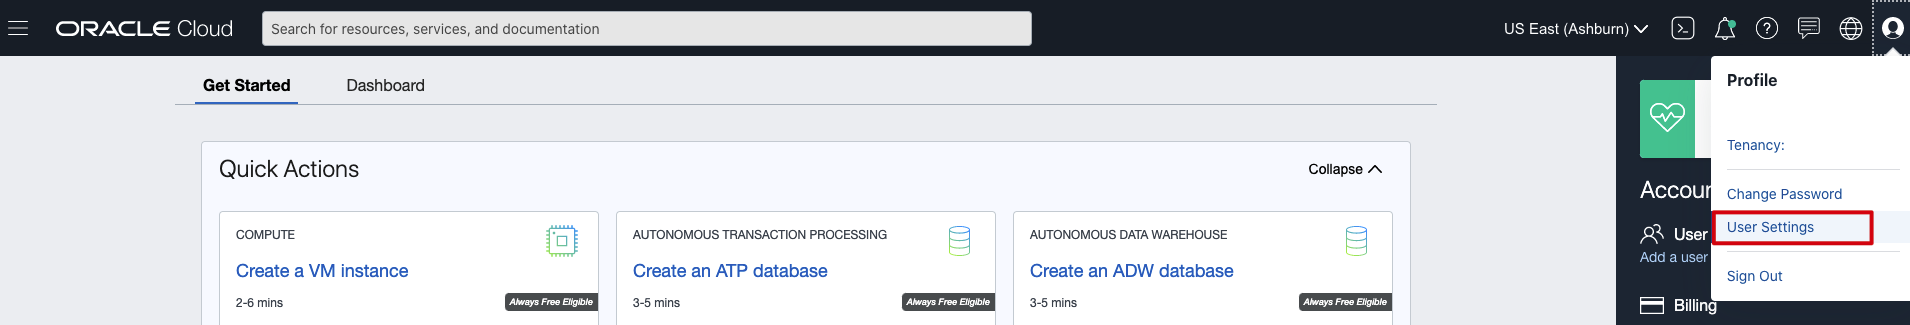 ORACLE Cloud
Search for resources, services, and documentation
US East (Ashburn)
Get Started
Dashboard
Profile
Tenancy:
Change Password
User Settings
Sign Out
Quick Actions
Collapse
COMPUTE
Create a VM instance
2-6 mins
Always Free Eligible
AUTONOMOUS TRANSACTION PROCESSING
Create an ATP database
3-5 mins
Always Free Eligible
AUTONOMOUS DATA WAREHOUSE
Create an ADW database
3-5 mins
Always Free Eligible
Accoun
User
Add a user
Billing